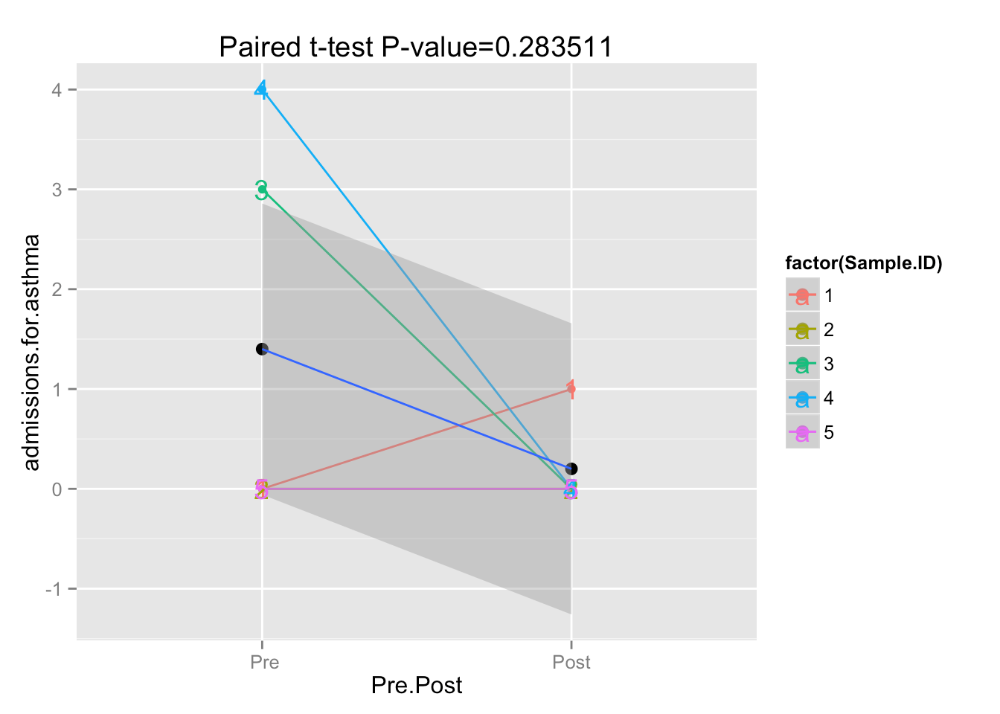 Paired t-test P-value=0.283511
admissions.for.asthma
4
3
2
1
0
-1
4
3
1
4
Pre
Post
Pre.Post
factor(Sample.ID)
a 1
a 2
a 3
a 4
a 5